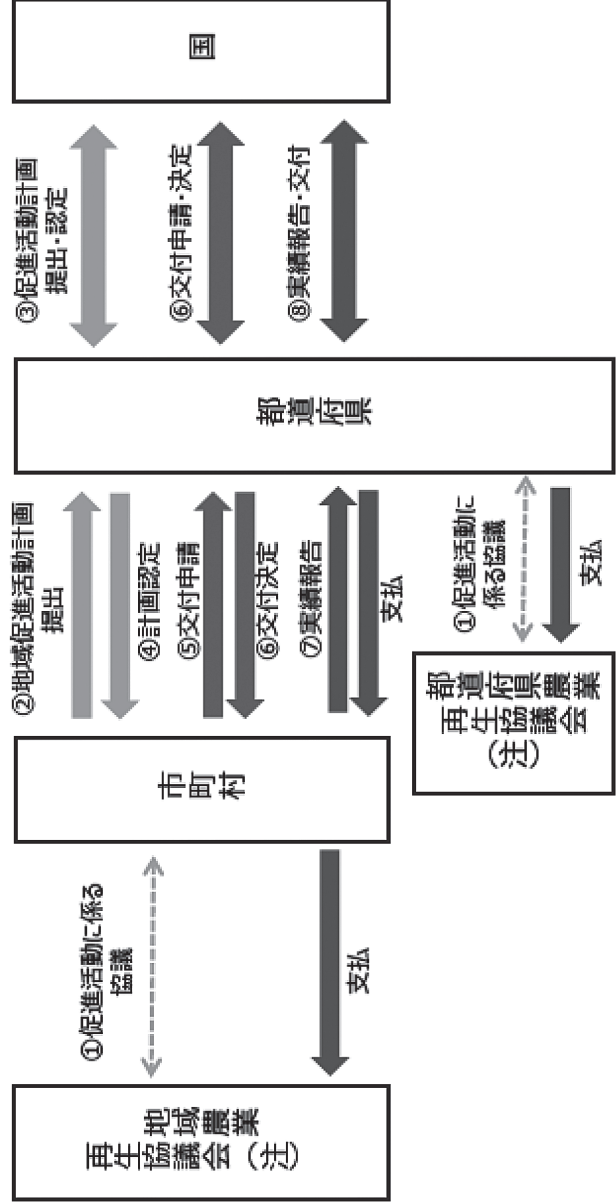 地域農業
再生協議会（注）
①促進活動に係る
協議
支払
市町村
②地域促進活動計画
提出
④計画認定
⑤交付申請
⑥交付決定
⑦実績報告
支払
都道府県農業
再生協議会
（注）
①促進活動に
係る協議
支払
都道府県
③促進活動計画
提出・認定
⑥交付申請・決定
⑧実績報告・交付
国